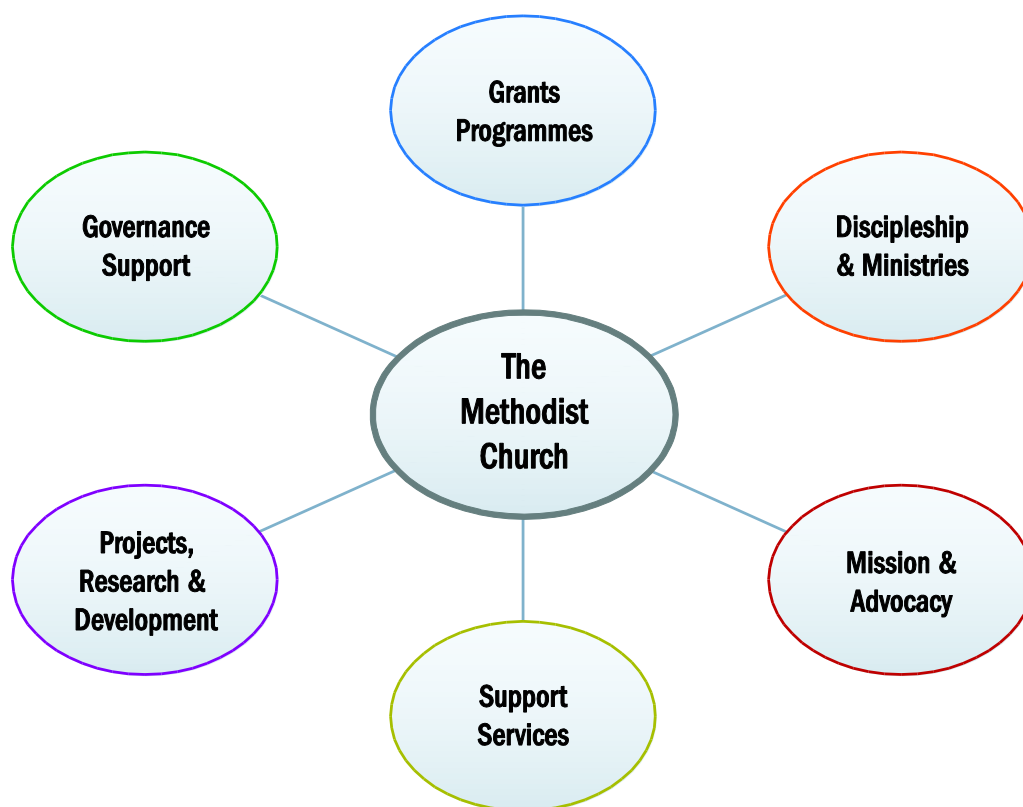 Grants
Programmes
Governance
Support
Discipleship
& Ministries
The
Methodist
Church
Projects,
Research &
Development
Mission &
Advocacy
Support
Services